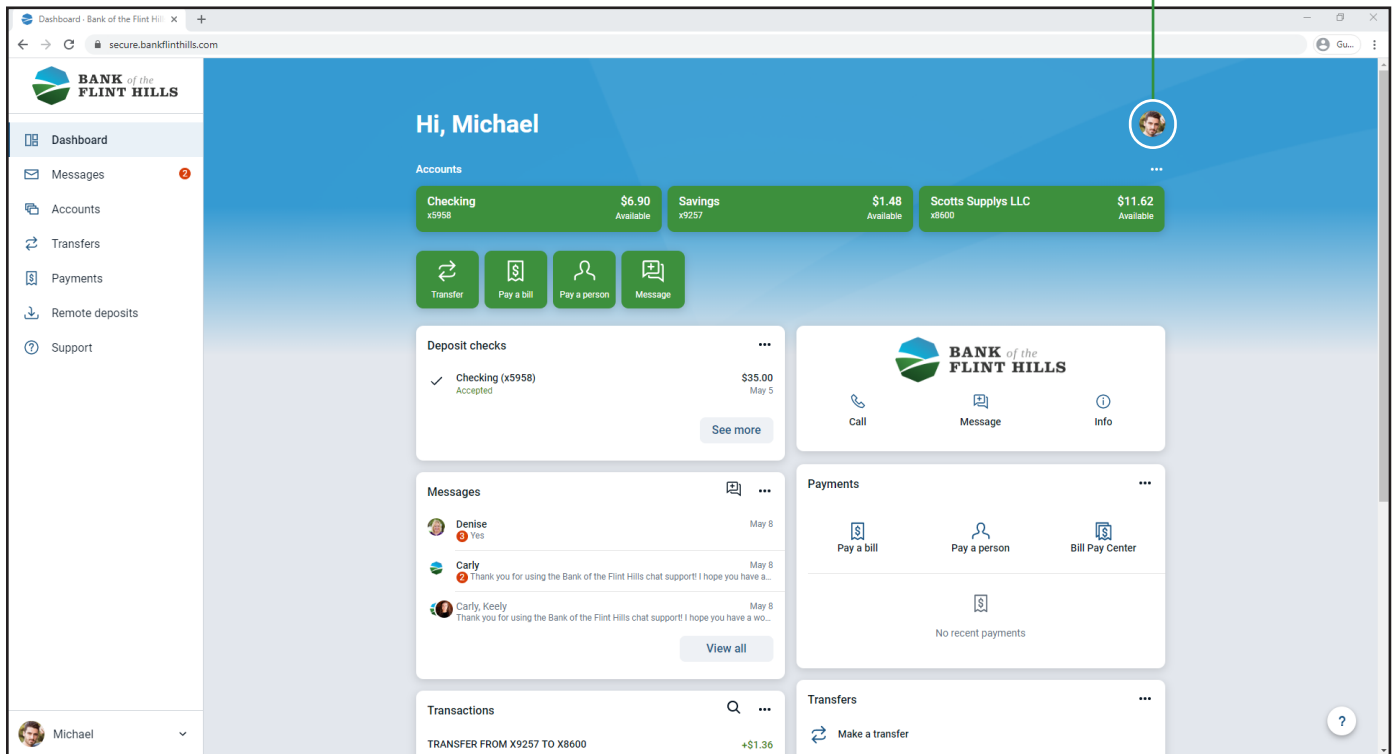 Dashboard · Bank of the Flint Hill
secure.bankflinthills.com
Gu...
BANK of the
FLINT HILLS
Dashboard
Messages 2
Accounts
Transfers
Payments
Remote deposits
Support
Michael
Hi, Michael
Accounts
Checking $6.90
x5958 Available
Savings $1.48
x9257 Available
Scotts Supplys LLC $11.62
x8600 Available
Transfer
Pay a bill
Pay a person
Message
Deposit checks
Checking (x5958) $35.00
Accepted May 5
See more
BANK of the
FLINT HILLS
Call
Message
Info
Messages
Denise May 8
3 Yes
Carly May 8
2 Thank you for using the Bank of the Flint Hills chat support! I hope you have a...
Carly, Keely May 8
Thank you for using the Bank of the Flint Hills chat support! I hope you have a wo...
View all
Payments
Pay a bill
Pay a person
Bill Pay Center
No recent payments
Transactions
TRANSFER FROM X9257 TO X8600 +$1.36
Transfers
Make a transfer
?